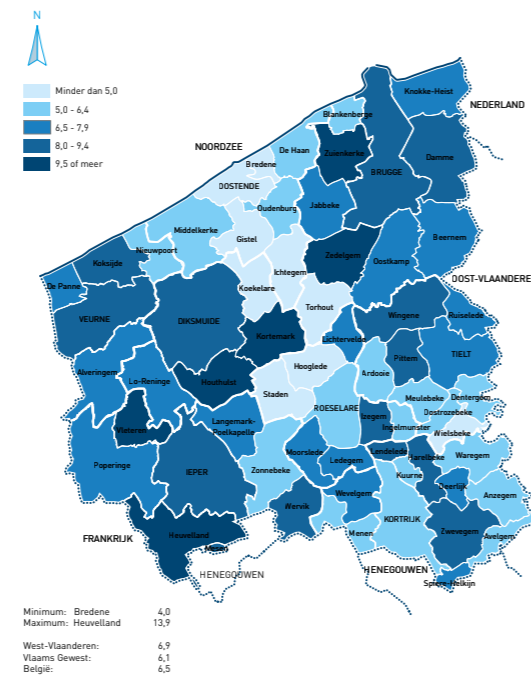 N
Minder dan 5,0
5,0 - 6,4
6,5 - 7,9
8,0 - 9,4
9,5 of meer
NOORDZEE
NEDERLAND
Knokke-Heist
Blankenberge
De Haan
Zuienkerke
Damme
Bredene
BRUGGE
OOSTENDE
Oudenburg
Jabbeke
Middelkerke
Gistel
Beernem
Nieuwpoort
Zedelgem
Oostkamp
Koksijde
Ichtegem
OOST-VLAANDEREN
De Panne
Koekelare
Torhout
VEURNE
DIKSMUIDE
Wingene
Ruiselede
Kortemark
Lichtervelde
TIELT
Pittem
Alveringem
Lo-Reninge
Hooglede
Ardooie
Houthulst
Staden
Meulebeke
Dentergem
ROESELARE
Oostrozebeke
Vleteren
Langemark-
Poelkapelle
Izegem
Ingelmunster
Wielsbeke
Moorslede
Lendelede
Harelbeke
Waregem
Poperinge
IEPER
Zonnebeke
Ledegem
Kuurne
Deerlijk
Wevelgem
Anzegem
Wervik
KORTRIJK
Zwevegem
FRANKRIJK
Heuvelland
Menen
Avelgem
Mesen
HENEGOUWEN
HENEGOUWEN
Spiere-Helkijn
Minimum: Bredene 4,0
Maximum: Heuvelland 13,9
West-Vlaanderen: 6,9
Vlaams Gewest: 6,1
België: 6,5